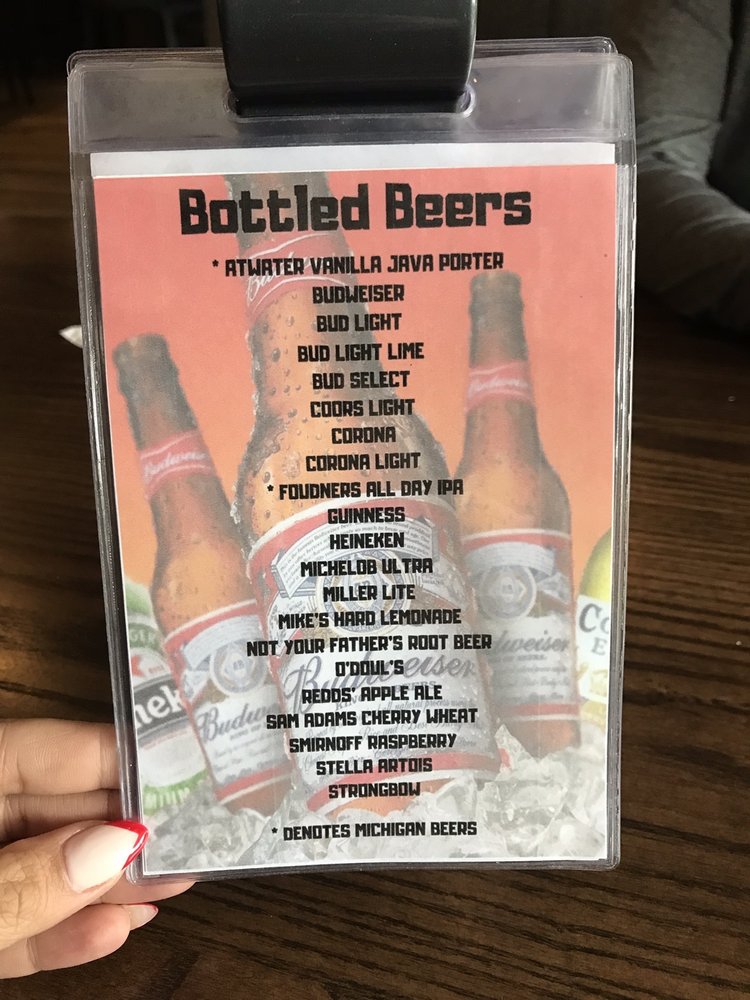 Bottled Beers
* ATWATER VANILLA JAVA PORTER
BUDWEISER
BUD LIGHT
BUD LIGHT LIME
BUD SELECT
COORS LIGHT
CORONA
CORONA LIGHT
* FOUDNERS ALL DAY IPA
GUINNESS
HEINEKEN
MICHELOB ULTRA
MILLER LITE
MIKE'S HARD LEMONADE
NOT YOUR FATHER'S ROOT BEER
O'DOUL'S
REDDS' APPLE ALE
SAM ADAMS CHERRY WHEAT
SMIRNOFF RASPBERRY
STELLA ARTOIS
STRONGBOW
* DENOTES MICHIGAN BEERS
Budweiser